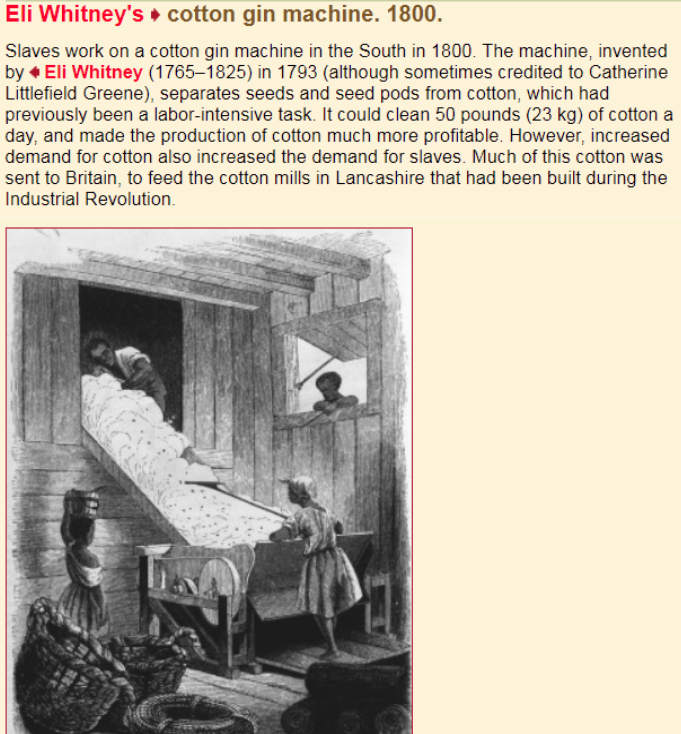 Eli Whitney's ➧ cotton gin machine. 1800.
Slaves work on a cotton gin machine in the South in 1800. The machine, invented
by Eli Whitney (1765–1825) in 1793 (although sometimes credited to Catherine
Littlefield Greene), separates seeds and seed pods from cotton, which had
previously been a labor-intensive task. It could clean 50 pounds (23 kg) of cotton a
day, and made the production of cotton much more profitable. However, increased
demand for cotton also increased the demand for slaves. Much of this cotton was
sent to Britain, to feed the cotton mills in Lancashire that had been built during the
Industrial Revolution.